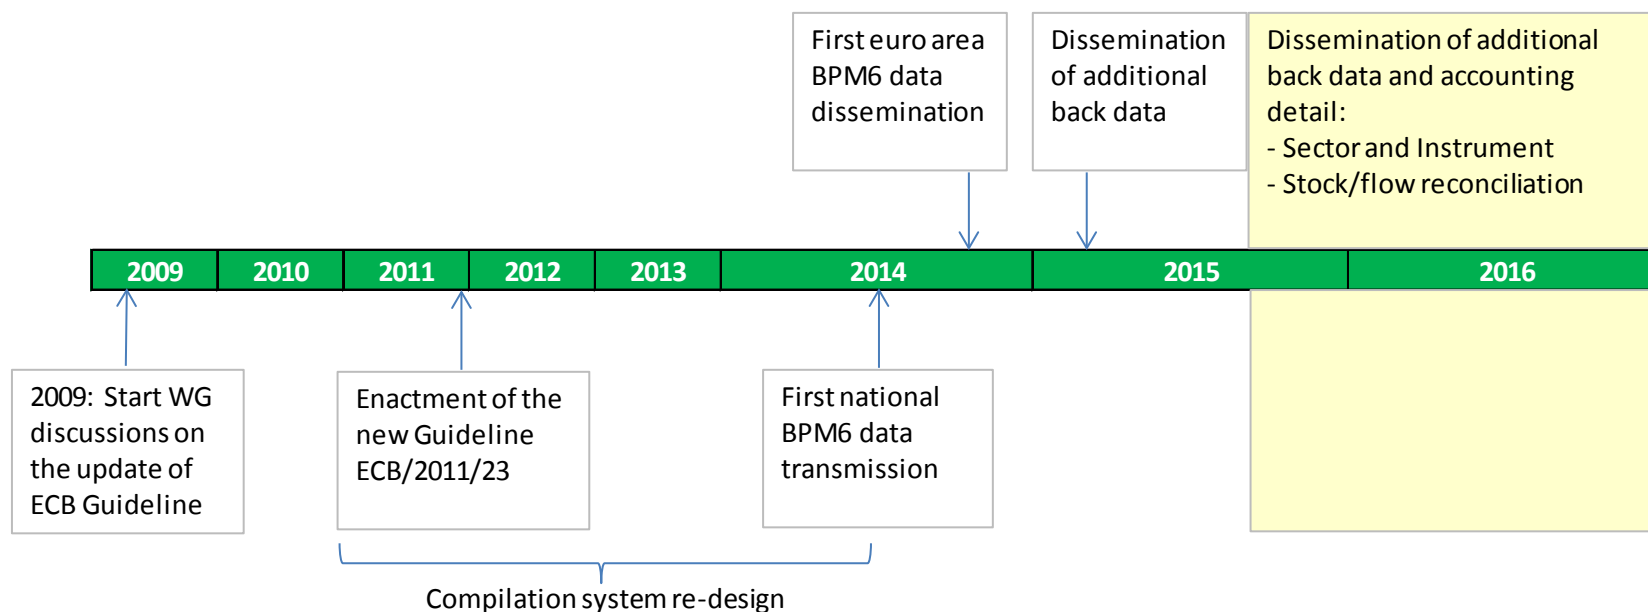 First euro area
BPM6 data
dissemination
Dissemination
of additional
back data
Dissemination of additional
back data and accounting
detail:
- Sector and Instrument
- Stock/flow reconciliation
2009
2010
2011
2012
2013
2014
2015
2016
2009: Start WG
discussions on
the update of
ECB Guideline
Enactment of the
new Guideline
ECB/2011/23
First national
BPM6 data
transmission
Compilation system re-design